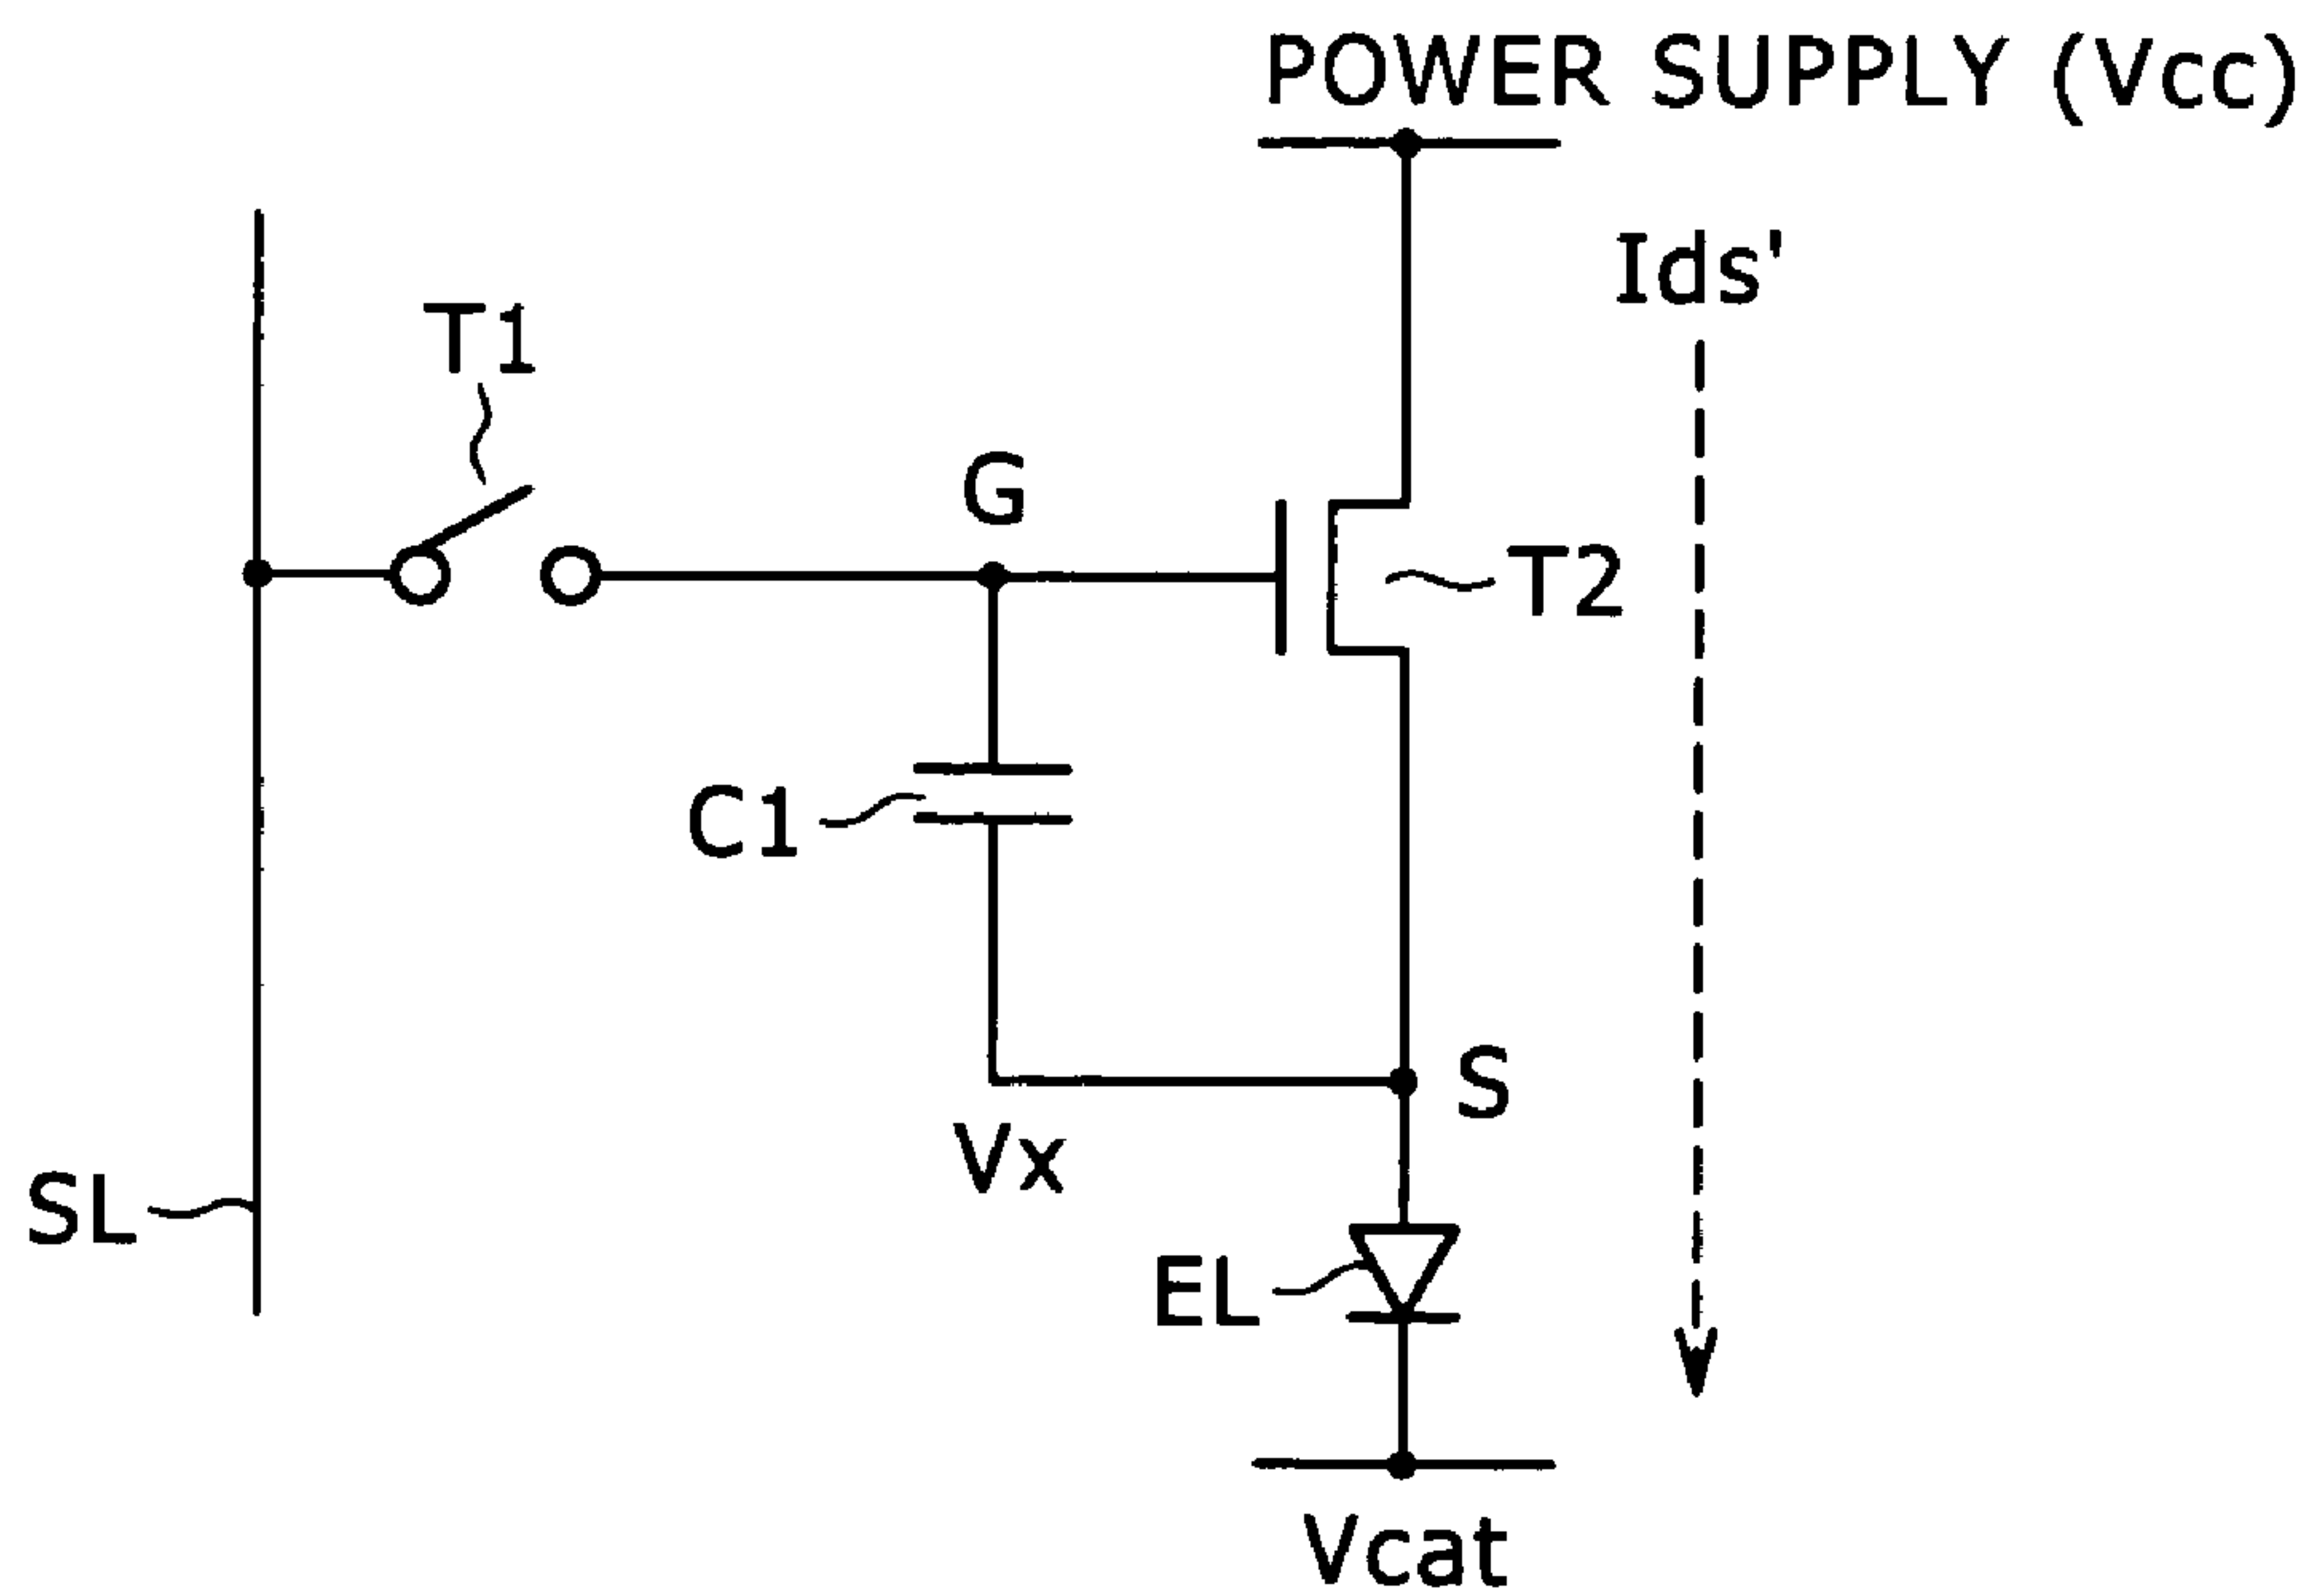 POWER SUPPLY (Vcc)
Ids'
T1
G
T2
C1
S
Vx
SL
EL
Vcat